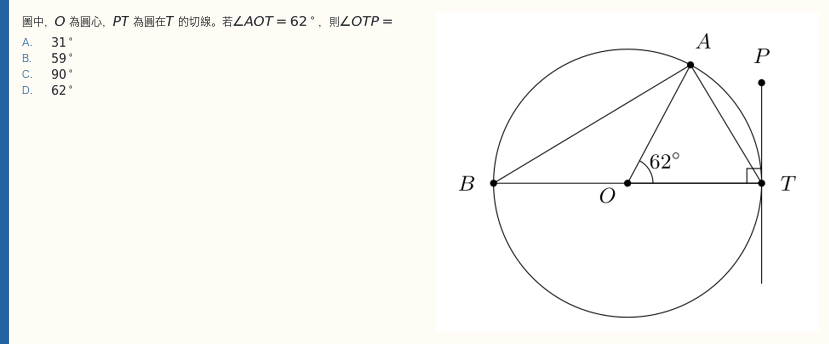 圖中，O 為圓心，PT 為圓在T 的切線。若∠AOT = 62°，則∠OTP =
A. 31°
B. 59°
C. 90°
D. 62°
A
P
62°
B
O
T